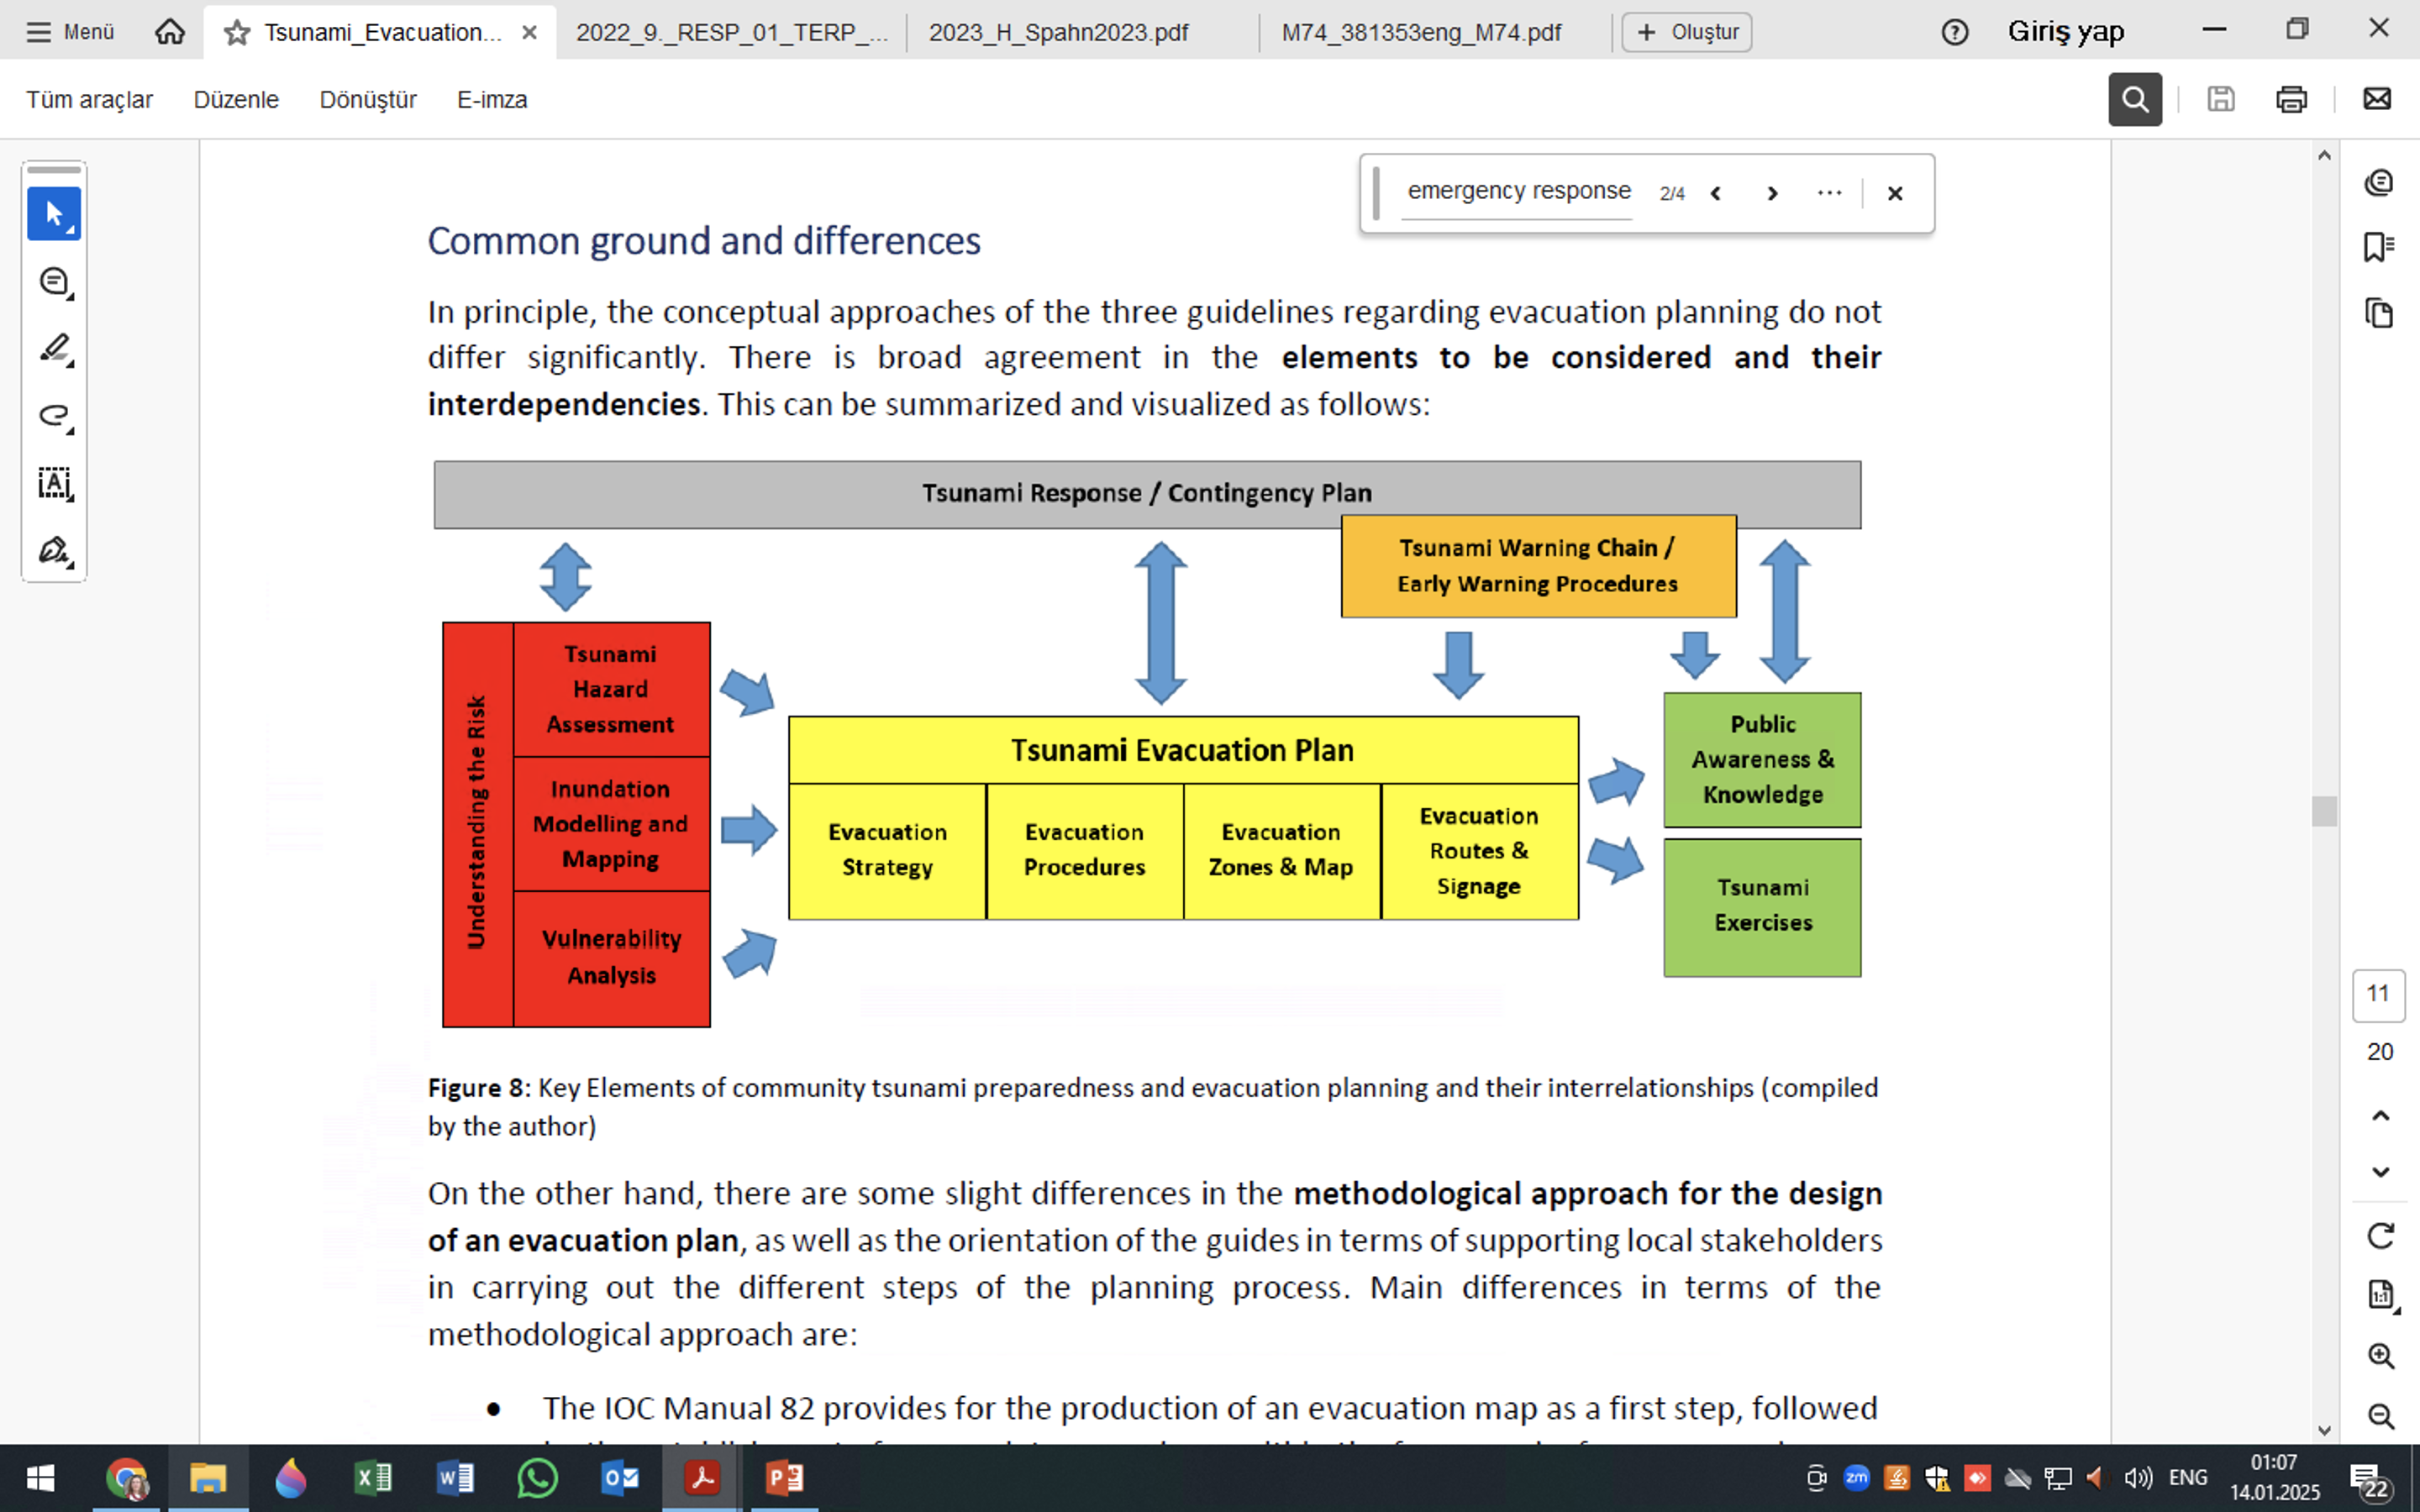 Menü
Tsunami_Evacuation...
2022_9._RESP_01_TERP_...
2023_H_Spahn2023.pdf
M74_381353eng_M74.pdf
+ Oluştur
Giriş yap
Tüm araçlar
Düzenle
Dönüştür
E-imza
emergency response
2/4
Common ground and differences
In principle, the conceptual approaches of the three guidelines regarding evacuation planning do not
differ significantly. There is broad agreement in the elements to be considered and their
interdependencies. This can be summarized and visualized as follows:
Tsunami Response / Contingency Plan
Tsunami Warning Chain /
Early Warning Procedures
Understanding the Risk
Tsunami
Hazard
Assessment
Inundation
Modelling and
Mapping
Vulnerability
Analysis
Tsunami Evacuation Plan
Evacuation
Strategy
Evacuation
Procedures
Evacuation
Zones & Map
Evacuation
Routes &
Signage
Public
Awareness &
Knowledge
Tsunami
Exercises
Figure 8: Key Elements of community tsunami preparedness and evacuation planning and their interrelationships (compiled
by the author)
On the other hand, there are some slight differences in the methodological approach for the design
of an evacuation plan, as well as the orientation of the guides in terms of supporting local stakeholders
in carrying out the different steps of the planning process. Main differences in terms of the
methodological approach are:
• The IOC Manual 82 provides for the production of an evacuation map as a first step, followed
11
20
1:1
zm
ENG
01:07
14.01.2025
22